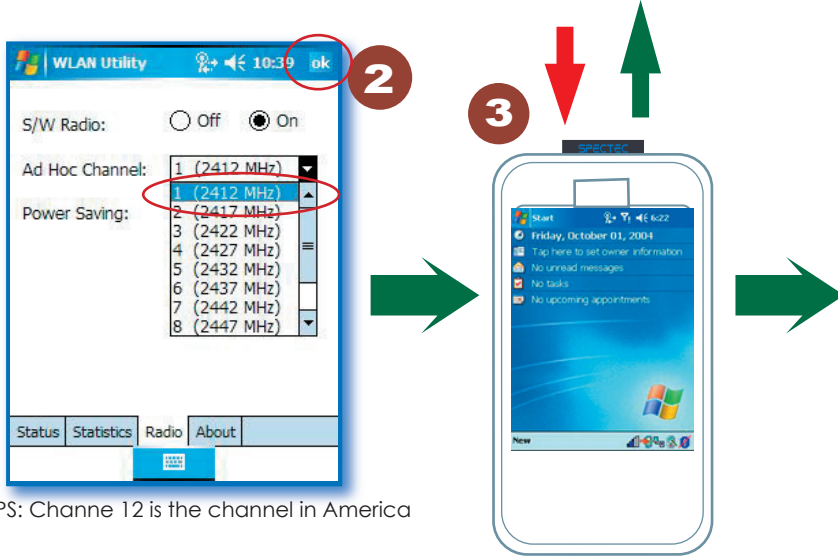 WLAN Utility 10:39 ok
2
S/W Radio: Off On
Ad Hoc Channel: 1 (2412 MHz)
1 (2412 MHz)
Power Saving:
2 (2417 MHz)
3 (2422 MHz)
4 (2427 MHz)
5 (2432 MHz)
6 (2437 MHz)
7 (2442 MHz)
8 (2447 MHz)
Status Statistics Radio About
PS: Channe 12 is the channel in America
3
SPECTEC
Start 6:22
Friday, October 01, 2004
Tap here to set owner information
No unread messages
No tasks
No upcoming appointments
New